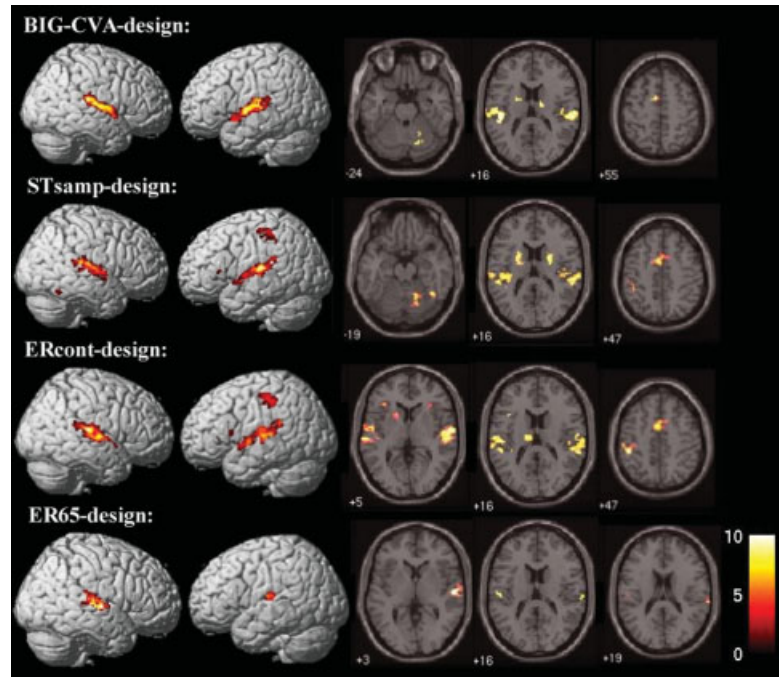 BIG-CVA-design:
-24 +16 +55
STsamp-design:
-19 +16 +47
ERcont-design:
+5 +16 +47
ER65-design:
+3 +16 +19
10
5
0